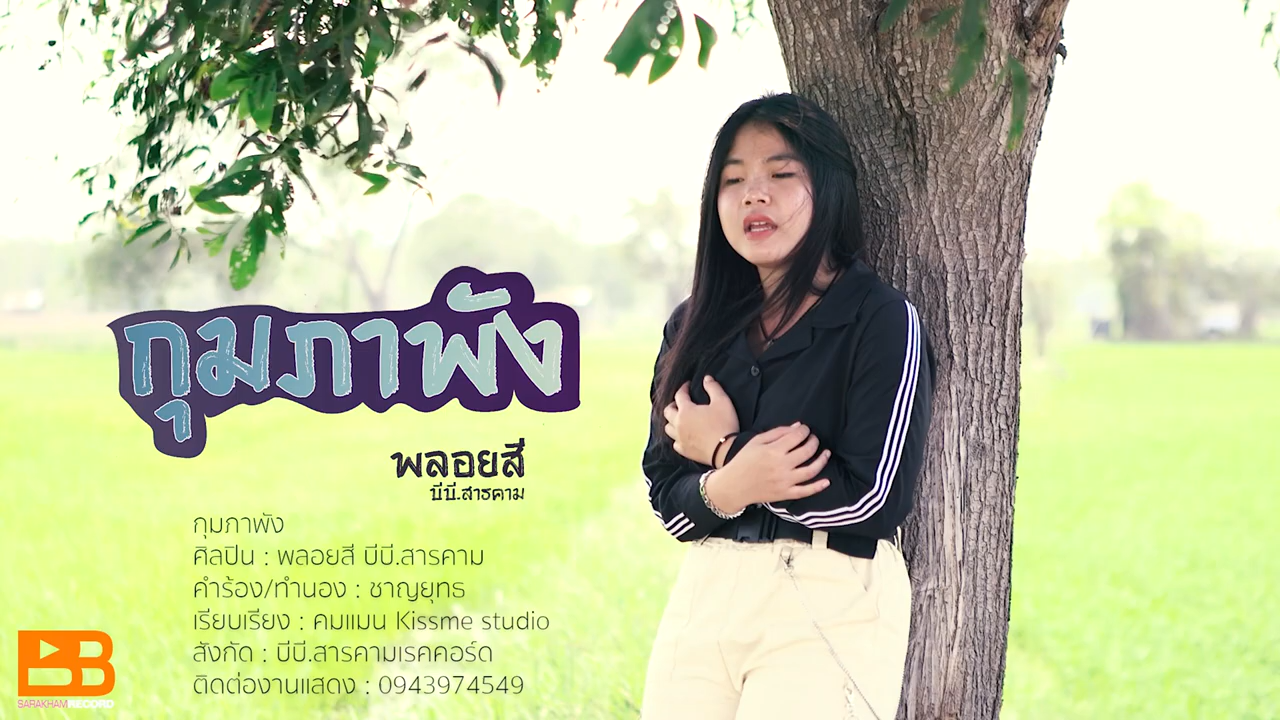 กุมภาพัง
พลอยสี
บีบี.สารคาม
กุมภาพัง
ศิลปิน : พลอยสี บีบี.สารคาม
คำร้อง/ทำนอง : ชาญยุทธ
เรียบเรียง : คมแมน Kissme studio
สังกัด : บีบี.สารคามเรคคอร์ด
ติดต่องานแสดง : 0943974549
BB
SARAKHAM RECORD